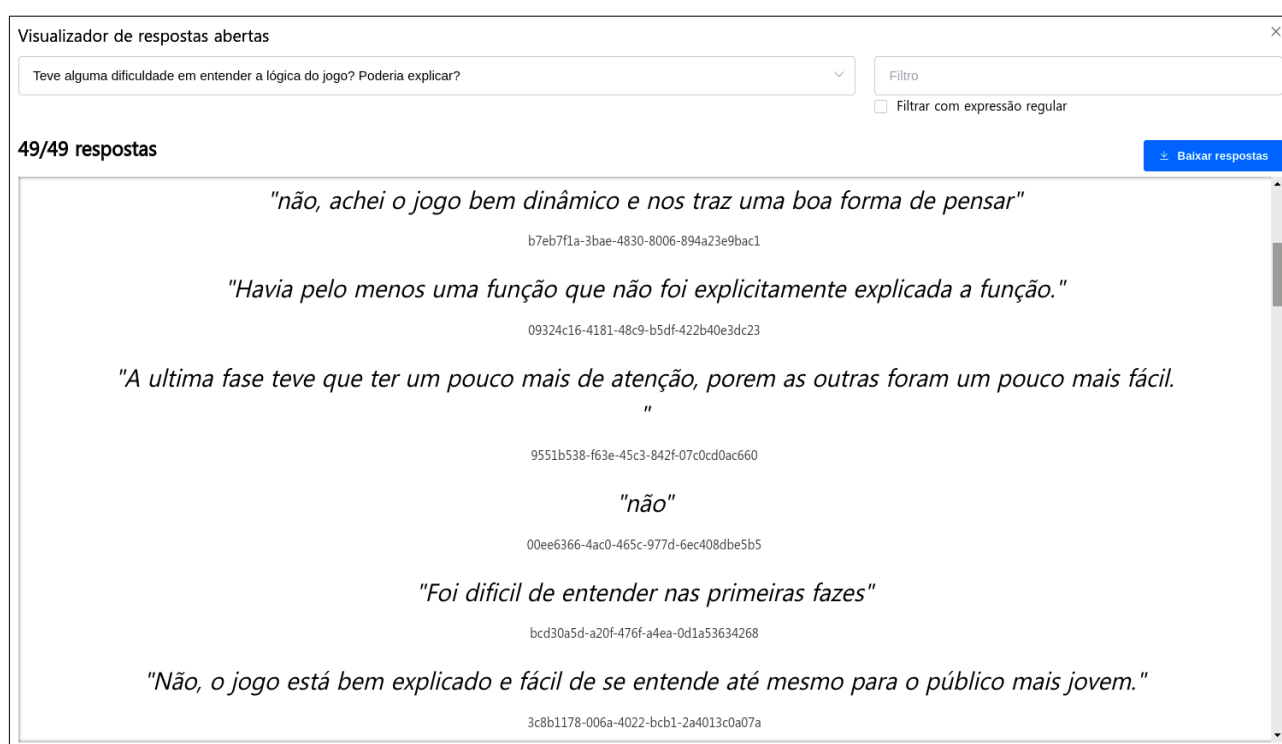 Visualizador de respostas abertas
Teve alguma dificuldade em entender a lógica do jogo? Poderia explicar?
Filtro
Filtrar com expressão regular
49/49 respostas
Baixar respostas
"não, achei o jogo bem dinâmico e nos traz uma boa forma de pensar"
b7eb7f1a-3bae-4830-8006-894a23e9bac1
"Havia pelo menos uma função que não foi explicitamente explicada a função."
09324c16-4181-48c9-b5df-422b40e3dc23
"A ultima fase teve que ter um pouco mais de atenção, porem as outras foram um pouco mais fácil.
"
9551b538-f63e-45c3-842f-07c0cd0ac660
"não"
00ee6366-4ac0-465c-977d-6ec408dbe5b5
"Foi dificil de entender nas primeiras fazes"
bcd30a5d-a20f-476f-a4ea-0d1a53634268
"Não, o jogo está bem explicado e fácil de se entende até mesmo para o público mais jovem."
3c8b1178-006a-4022-bcb1-2a4013c0a07a